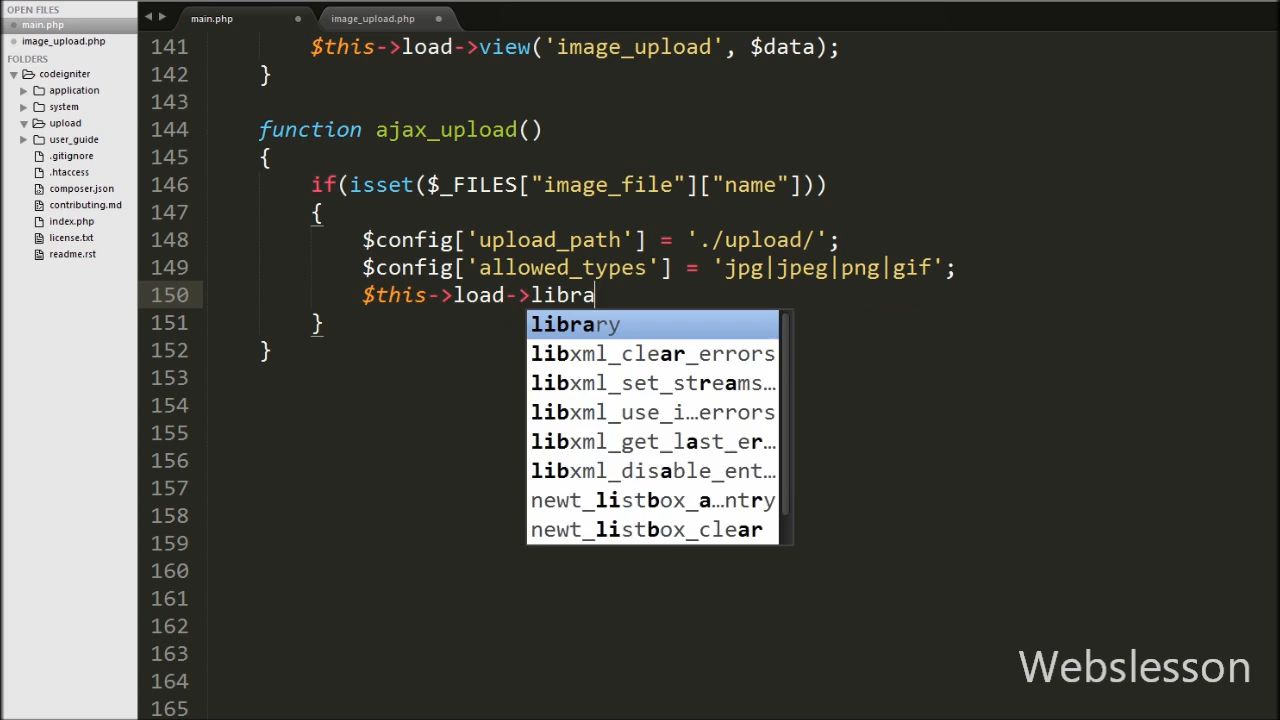 OPEN FILES
main.php
image_upload.php
FOLDERS
codeigniter
application
system
upload
user_guide
.gitignore
.htaccess
composer.json
contributing.md
index.php
license.txt
readme.rst
main.php
image_upload.php
141 $this->load->view('image_upload', $data);
142 }
143
144 function ajax_upload()
145 {
146 if(isset($_FILES["image_file"]["name"]))
147 {
148 $config['upload_path'] = './upload/';
149 $config['allowed_types'] = 'jpg|jpeg|png|gif';
150 $this->load->libra
151 }
152 }
153
154
155
156
157
158
159
160
161
162
163
164
165
library
libxml_clear_errors
libxml_set_streams…
libxml_use_i…errors
libxml_get_last_er…
libxml_disable_ent…
newt_listbox_a…ntry
newt_listbox_clear
Webslesson